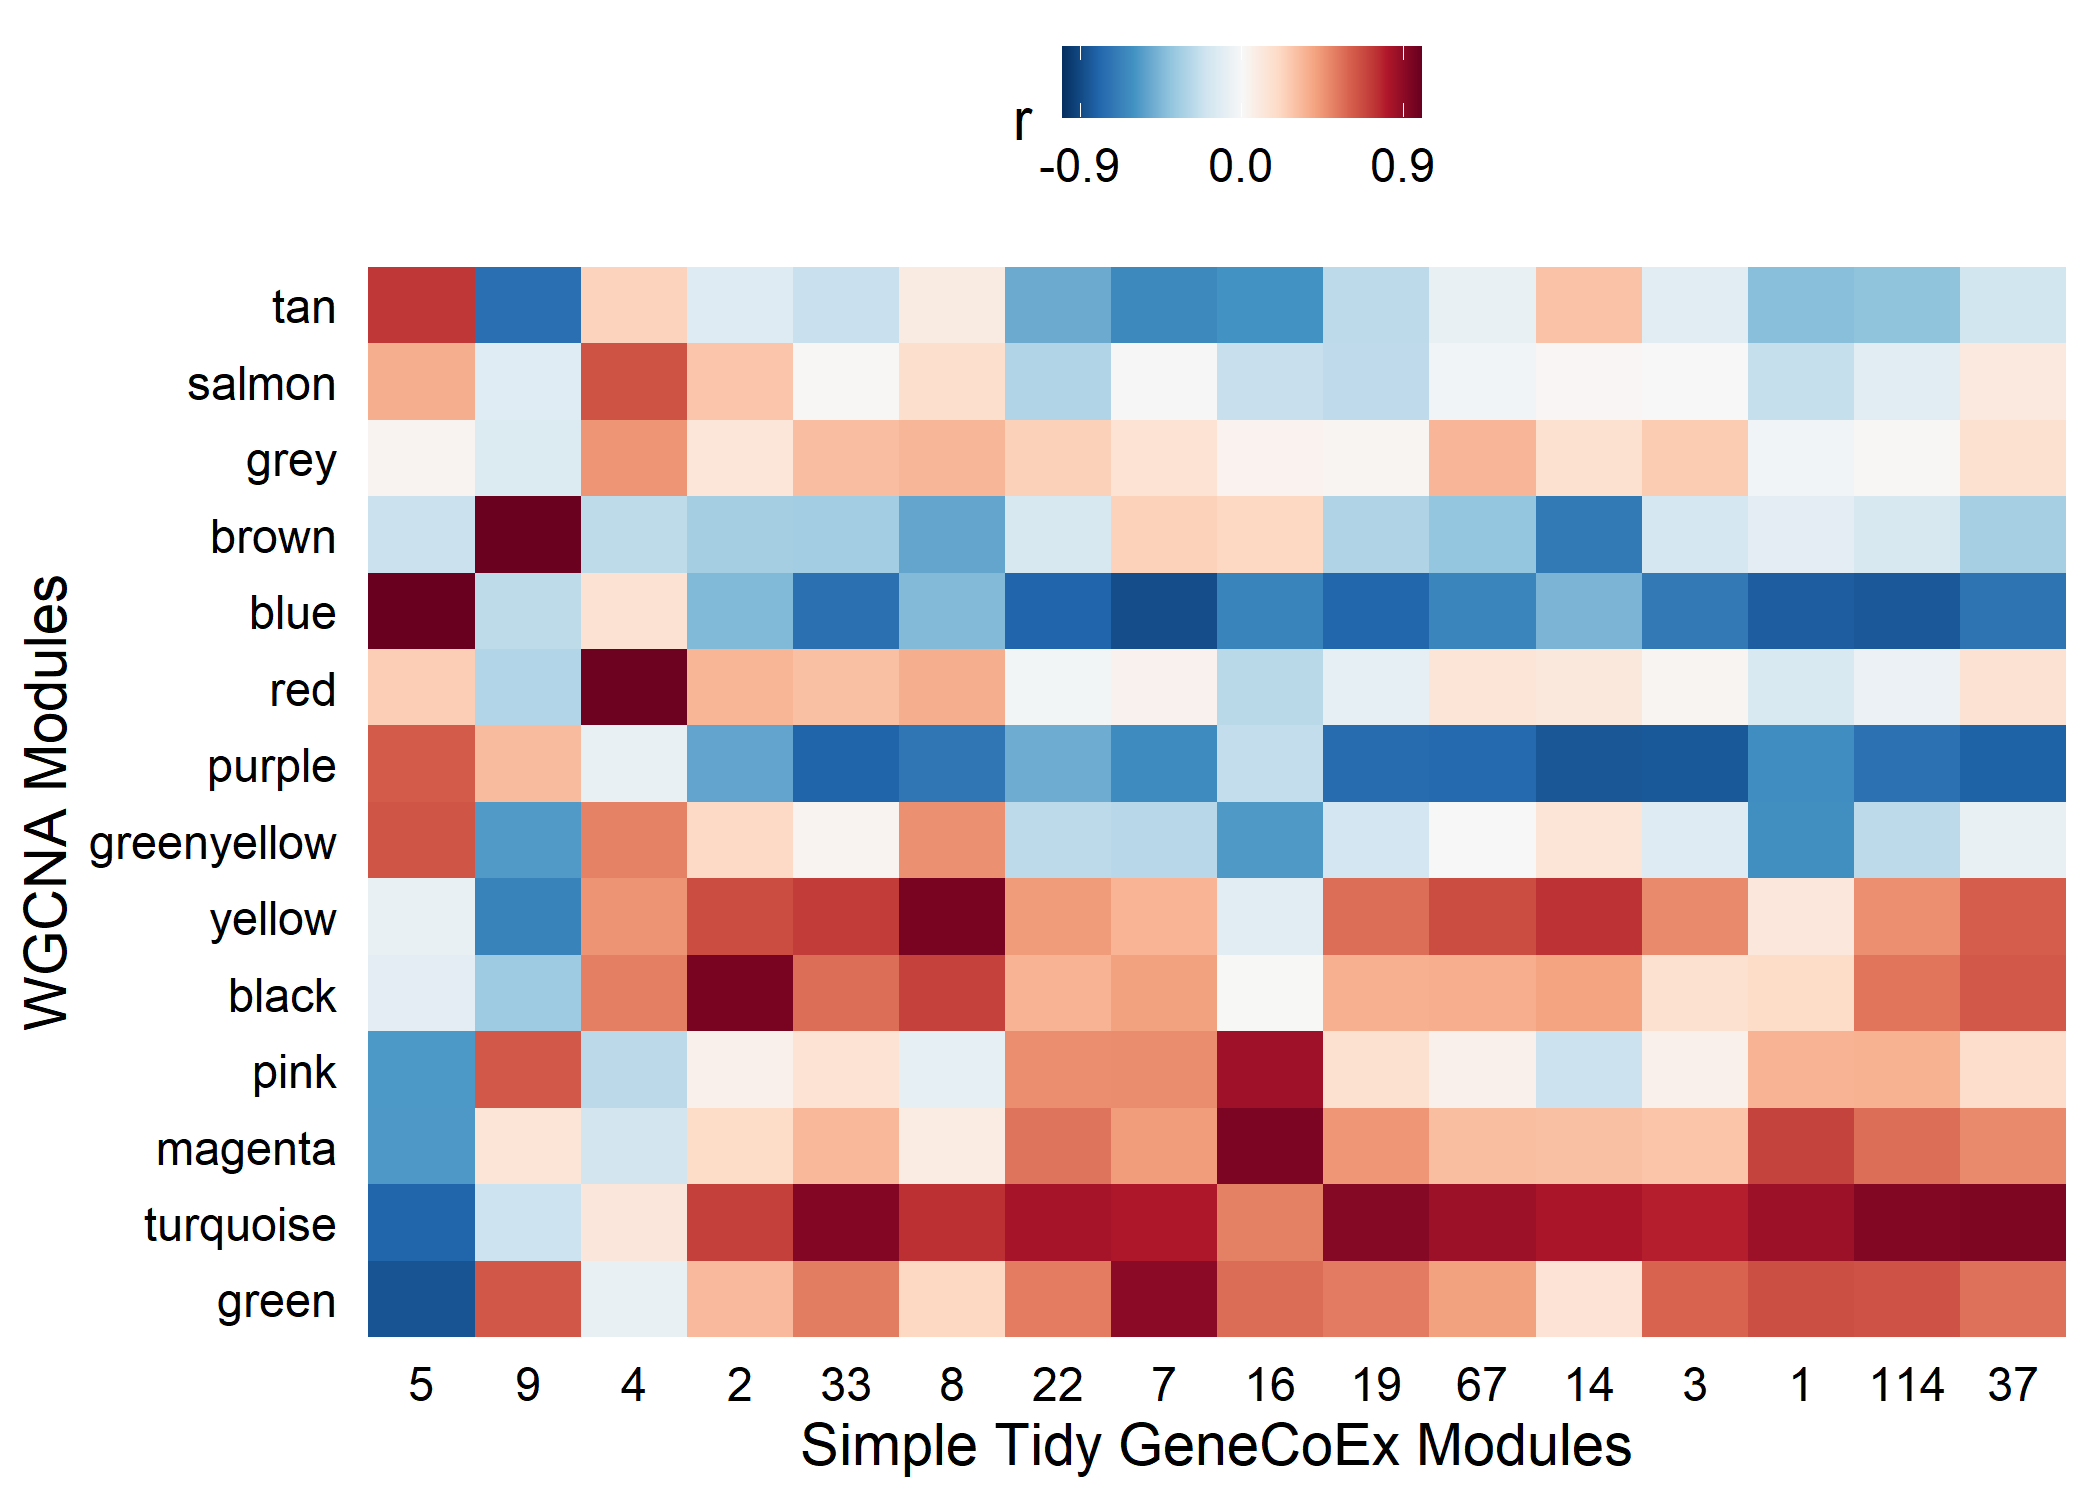 r
-0.9 0.0 0.9
WGCNA Modules
tan
salmon
grey
brown
blue
red
purple
greenyellow
yellow
black
pink
magenta
turquoise
green
5 9 4 2 33 8 22 7 16 19 67 14 3 1 114 37
Simple Tidy GeneCoEx Modules